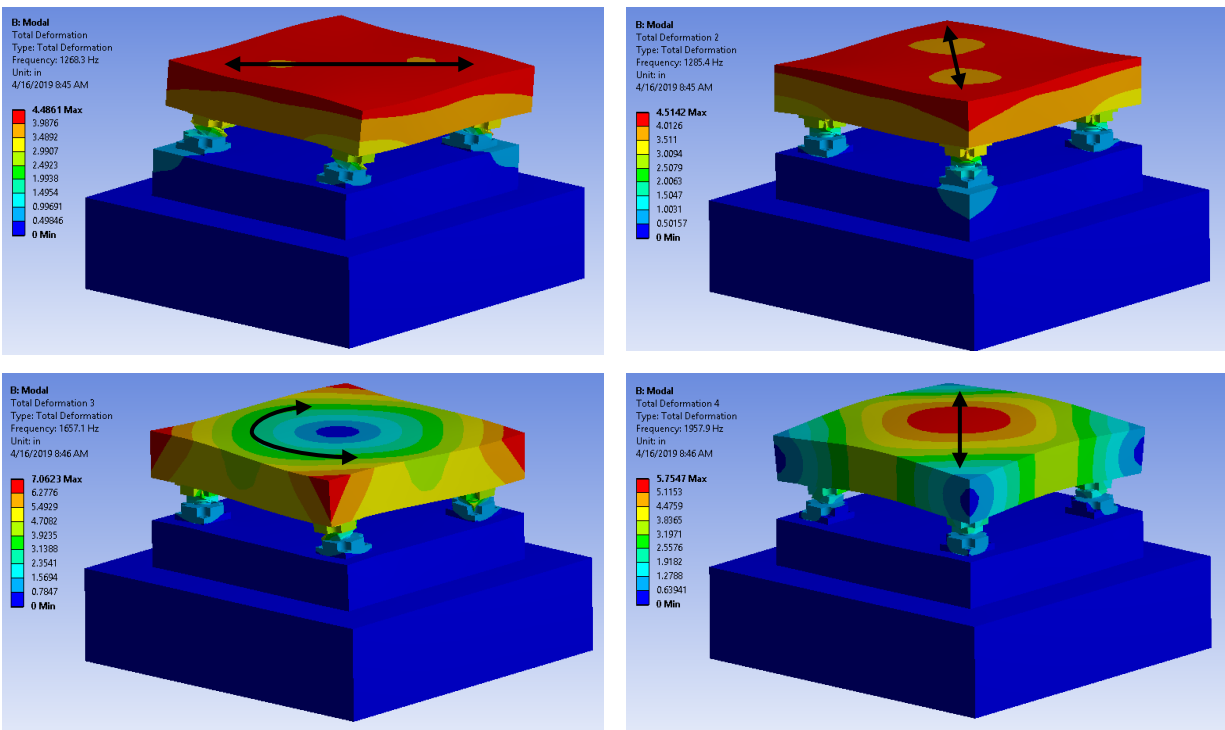 B: Modal
Total Deformation
Type: Total Deformation
Frequency: 1268.3 Hz
Unit: in
4/16/2019 8:45 AM
4.4861 Max
3.9876
3.4892
2.9907
2.4923
1.9938
1.4954
0.99691
0.49846
0 Min
B: Modal
Total Deformation 2
Type: Total Deformation
Frequency: 1285.4 Hz
Unit: in
4/16/2019 8:45 AM
4.5142 Max
4.0126
3.511
3.0094
2.5079
2.0063
1.5047
1.0031
0.50157
0 Min
B: Modal
Total Deformation 3
Type: Total Deformation
Frequency: 1657.1 Hz
Unit: in
4/16/2019 8:46 AM
7.0623 Max
6.2776
5.4929
4.7082
3.9235
3.1388
2.3541
1.5694
0.7847
0 Min
B: Modal
Total Deformation 4
Type: Total Deformation
Frequency: 1957.9 Hz
Unit: in
4/16/2019 8:46 AM
5.7547 Max
5.1153
4.4759
3.8365
3.1971
2.5576
1.9182
1.2788
0.63941
0 Min